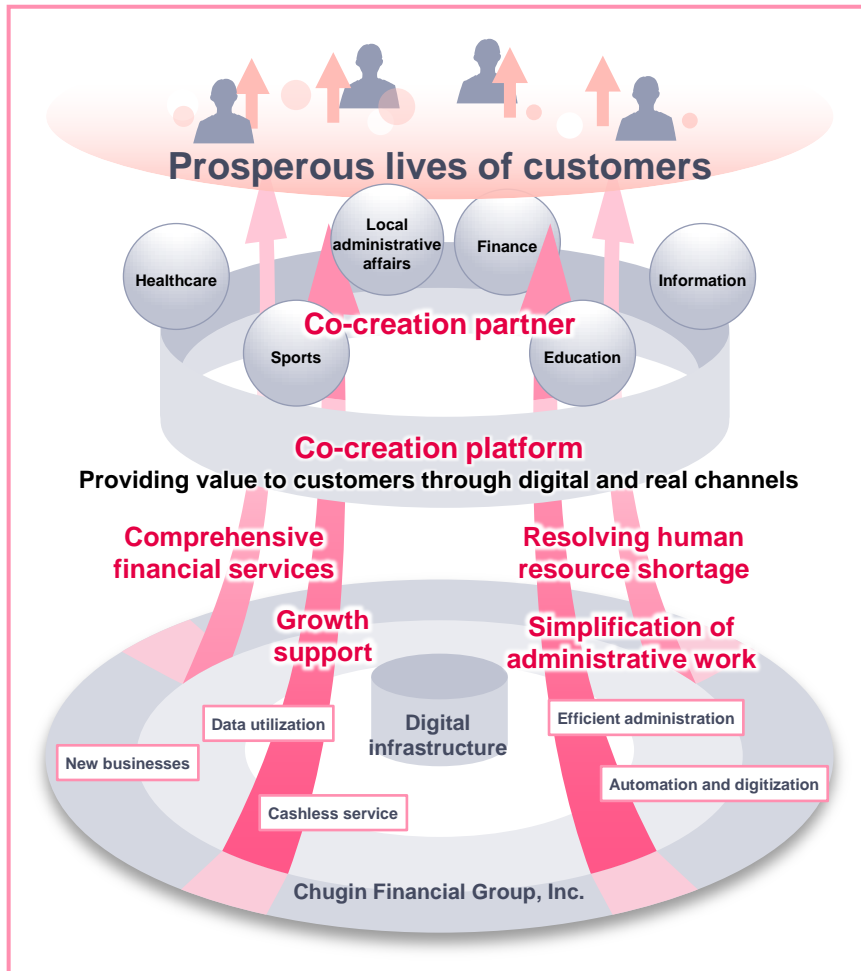 Prosperous lives of customers
Local
administrative
affairs
Finance
Healthcare
Information
Co-creation partner
Sports
Education
Co-creation platform
Providing value to customers through digital and real channels
Comprehensive
financial services
Resolving human
resource shortage
Growth
support
Simplification of
administrative work
Data utilization
Digital
infrastructure
Efficient administration
New businesses
Automation and digitization
Cashless service
Chugin Financial Group, Inc.